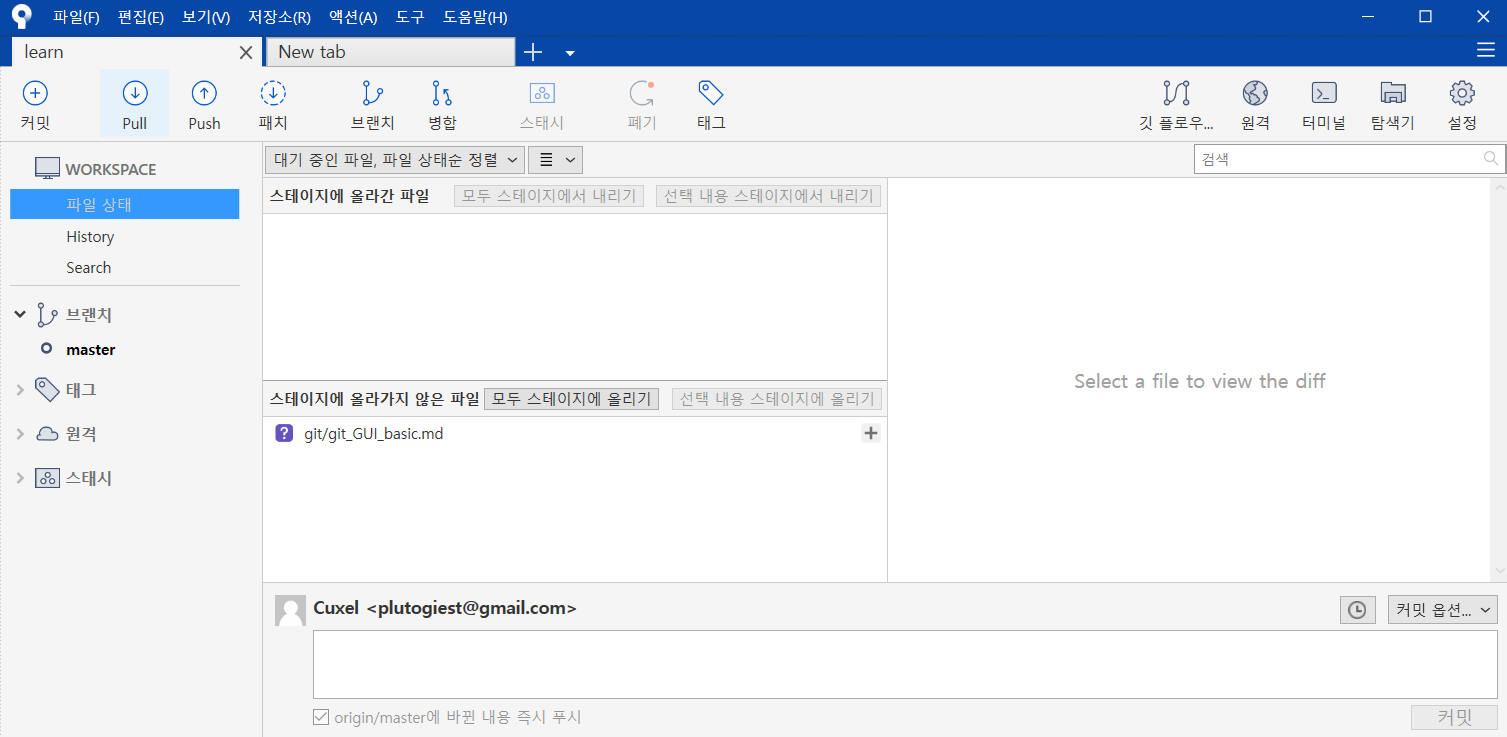 파일(F) 편집(E) 보기(V) 저장소(R) 액션(A) 도구 도움말(H)
learn New tab
커밋 Pull Push 패치 브랜치 병합 스태시 폐기 태그 깃 플로우... 원격 터미널 탐색기 설정
WORKSPACE
파일 상태
History
Search
브랜치
master
태그
원격
스태시
대기 중인 파일, 파일 상태순 정렬
검색
스테이지에 올라간 파일 모두 스테이지에서 내리기 선택 내용 스테이지에서 내리기
스테이지에 올라가지 않은 파일 모두 스테이지에 올리기 선택 내용 스테이지에 올리기
? git/git_GUI_basic.md
Select a file to view the diff
Cuxel <plutogiest@gmail.com>
커밋 옵션...
origin/master에 바뀐 내용 즉시 푸시
커밋